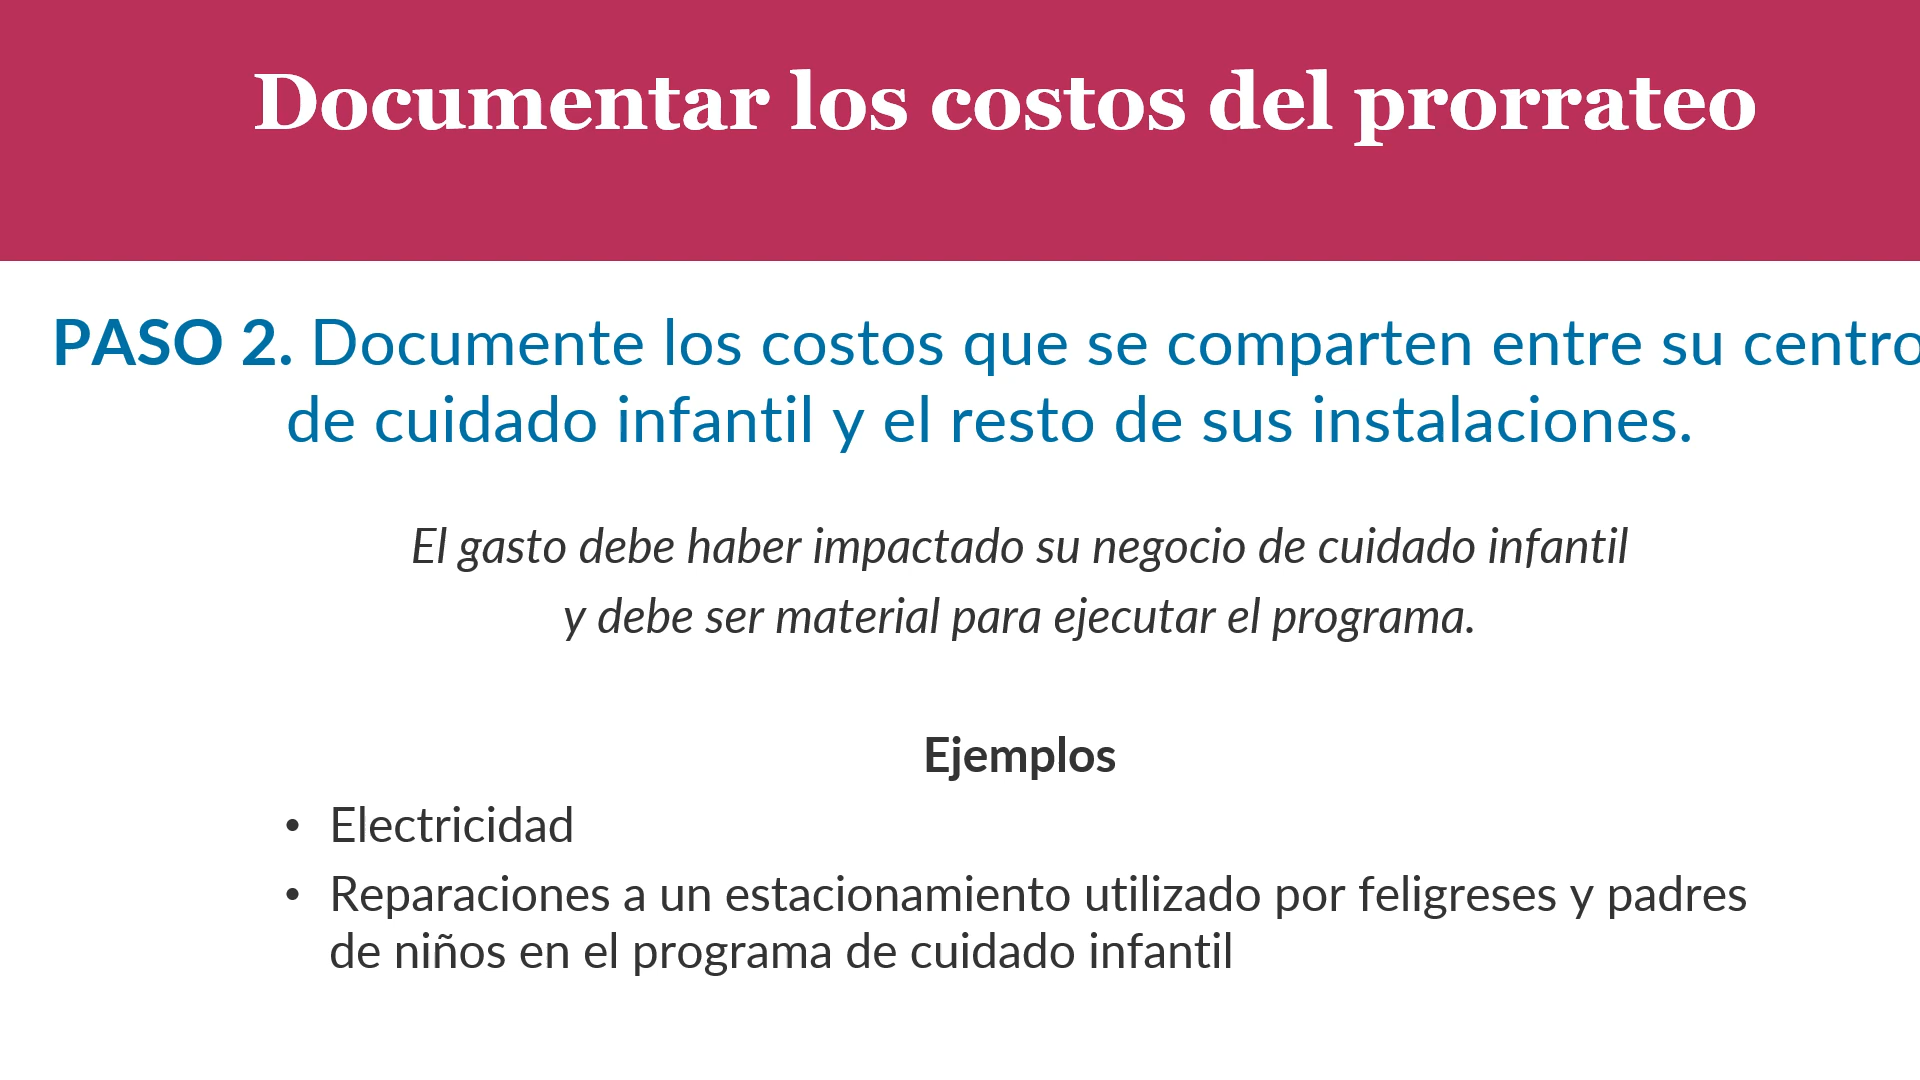 Documentar los costos del prorrateo
PASO 2. Documente los costos que se comparten entre su centro
de cuidado infantil y el resto de sus instalaciones.
El gasto debe haber impactado su negocio de cuidado infantil
y debe ser material para ejecutar el programa.
Ejemplos
• Electricidad
• Reparaciones a un estacionamiento utilizado por feligreses y padres
de niños en el programa de cuidado infantil